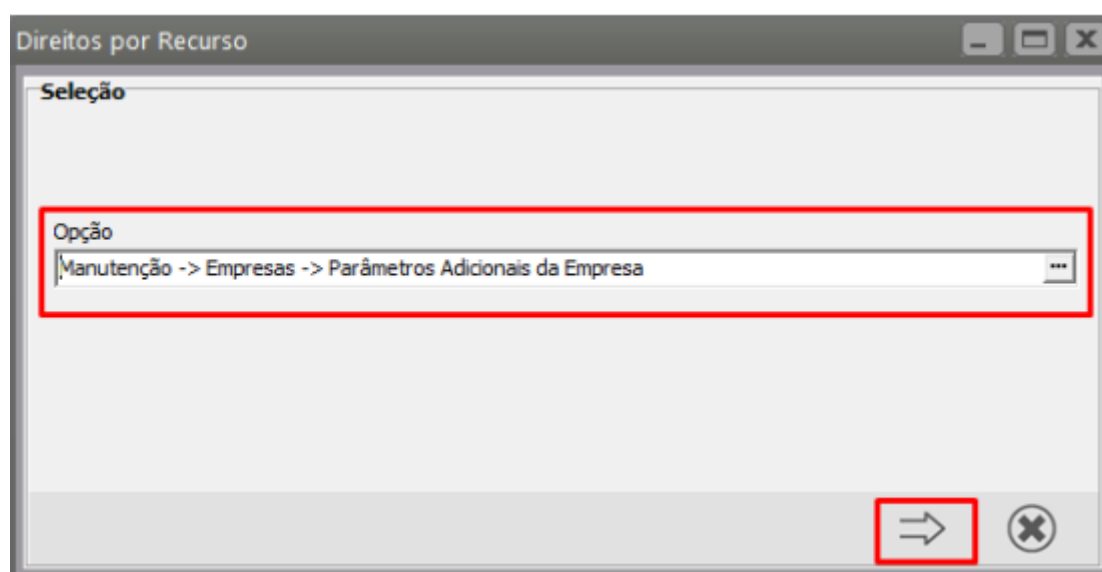 Direitos por Recurso
Seleção
Opção
Manutenção -> Empresas -> Parâmetros Adicionais da Empresa
...